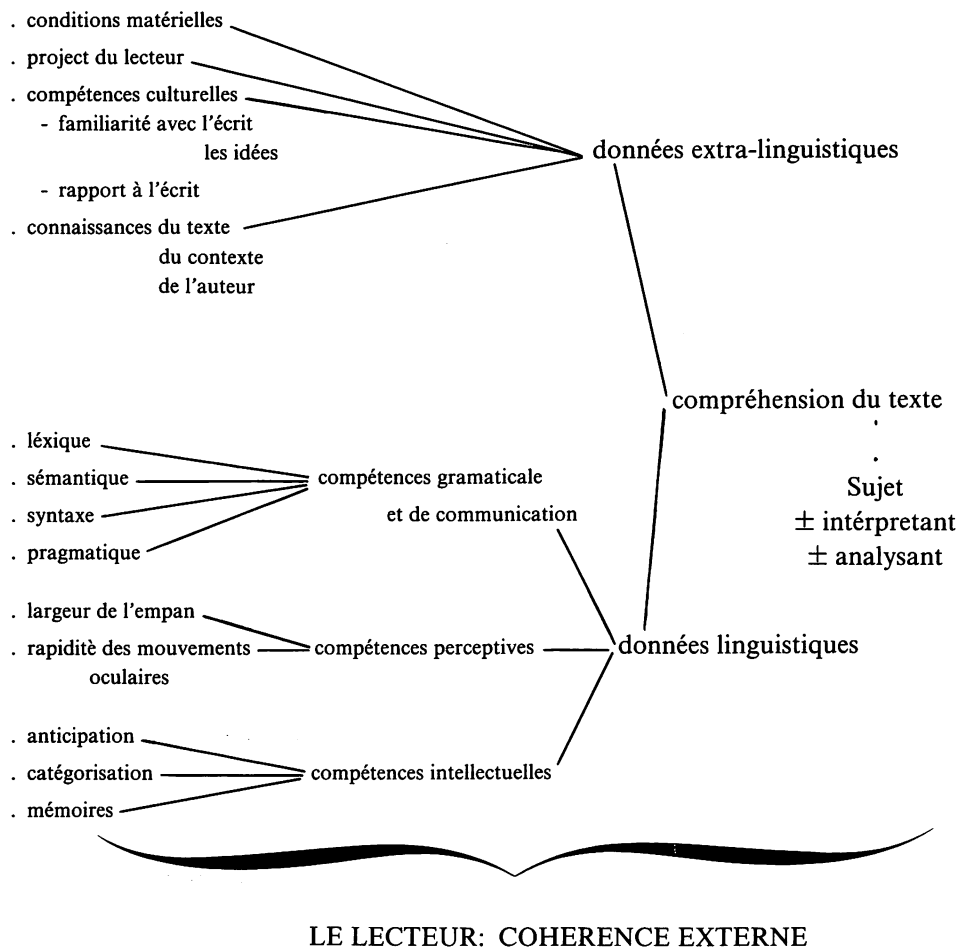 . conditions matérielles
. project du lecteur
. compétences culturelles
- familiarité avec l'écrit
les idées
- rapport à l'écrit
. connaissances du texte
du contexte
de l'auteur
données extra-linguistiques
compréhension du texte
Sujet
± intérpretant
± analysant
. léxique
. sémantique
. syntaxe
. pragmatique
compétences gramaticale
et de communication
. largeur de l'empan
. rapiditè des mouvements
oculaires
compétences perceptives
données linguistiques
. anticipation
. catégorisation
. mémoires
compétences intellectuelles
LE LECTEUR: COHERENCE EXTERNE